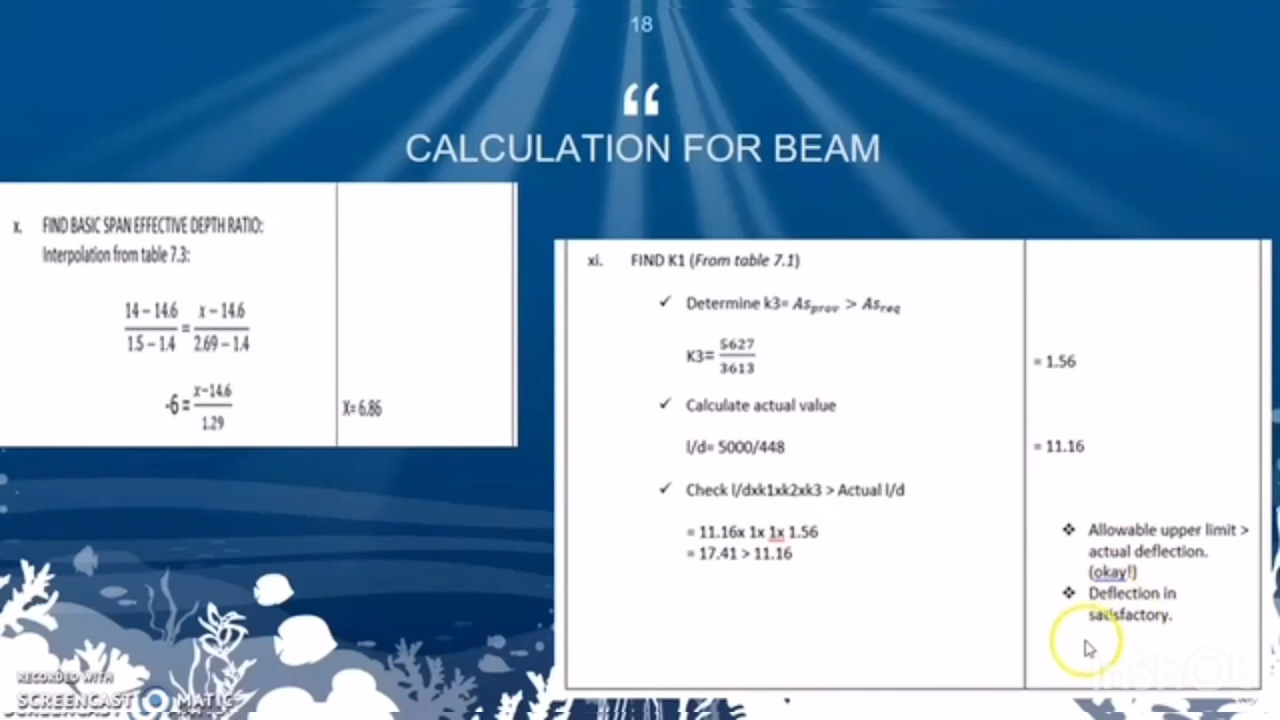 18
“
CALCULATION FOR BEAM
x. FIND BASIC SPAN EFFECTIVE DEPTH RATIO:
Interpolation from table 7.3:
14 – 14.6 / 1.5 – 1.4 = x – 14.6 / 2.69 – 1.4
-6 = x–14.6 / 1.29
X= 6.86
xi. FIND K1 (From table 7.1)
✓ Determine k3= As_prov > As_req
K3= 5627 / 3613
= 1.56
✓ Calculate actual value
l/d= 5000/448
= 11.16
✓ Check l/dxk1xk2xk3 > Actual l/d
= 11.16x 1x 1x 1.56
= 17.41 > 11.16
❖ Allowable upper limit >
actual deflection.
(okay!)
❖ Deflection in
satisfactory.
RECORDED WITH
SCREENCAST MATIC
InShOt